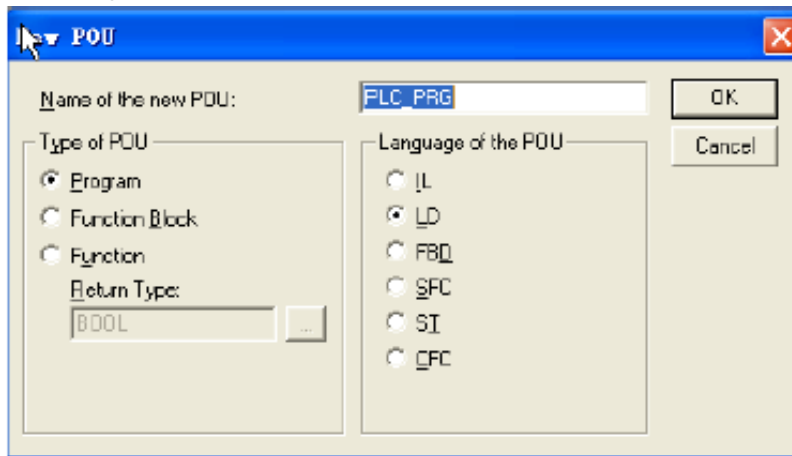 New POU
Name of the new POU:
PLC_PRG
OK
Cancel
Type of POU
Program
Function Block
Function
Return Type:
BOOL
...
Language of the POU
IL
LD
FBD
SFC
ST
CFC